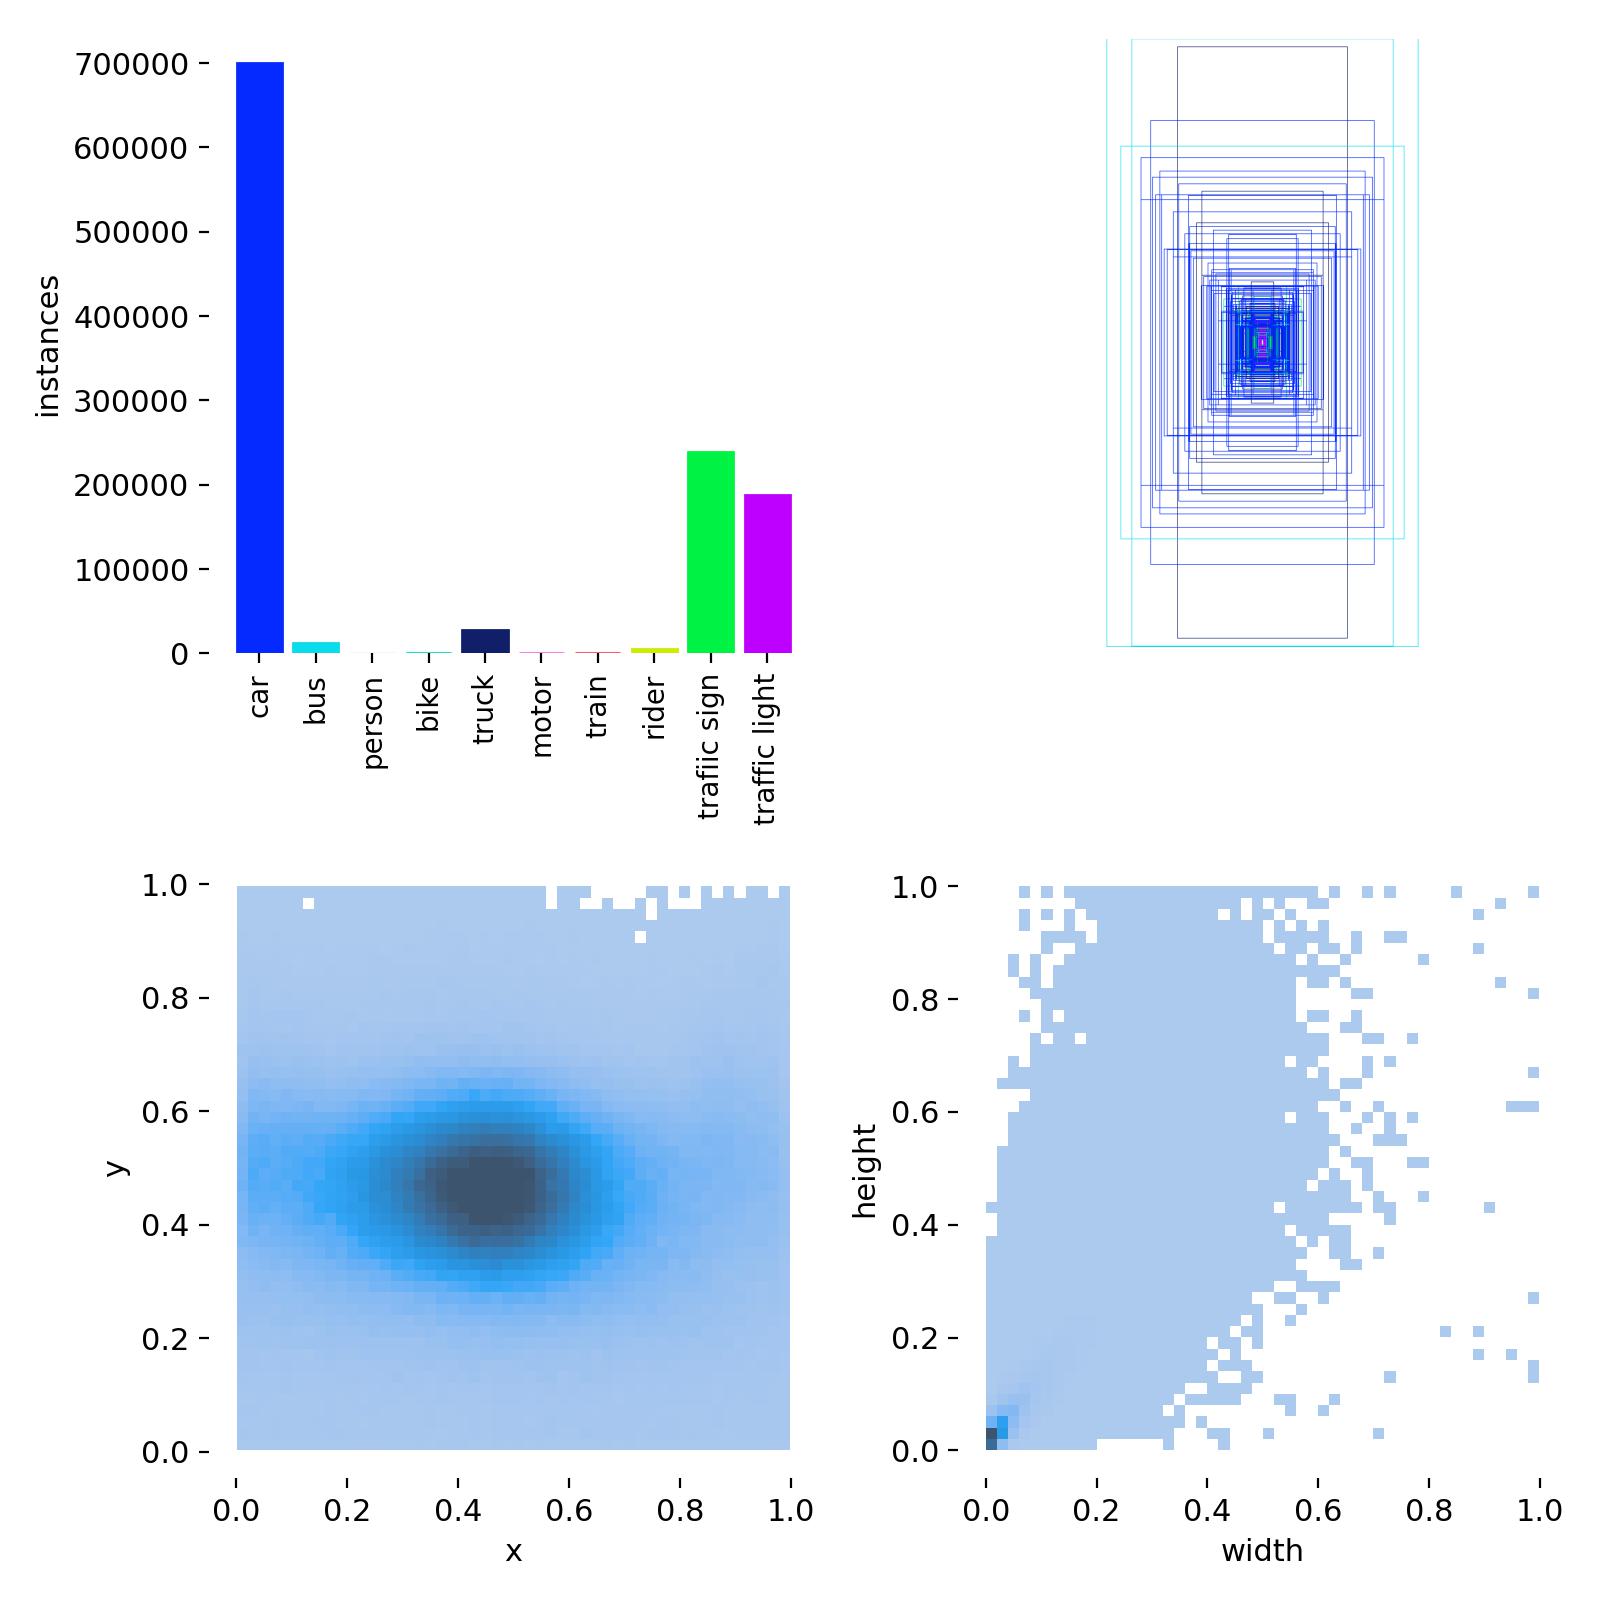 700000
600000
500000
400000
300000
200000
100000
0
instances
car
bus
person
bike
truck
motor
train
rider
trafiic sign
traffic light
1.0
0.8
0.6
0.4
0.2
0.0
y
0.0 0.2 0.4 0.6 0.8 1.0
x
1.0
0.8
0.6
0.4
0.2
0.0
height
0.0 0.2 0.4 0.6 0.8 1.0
width